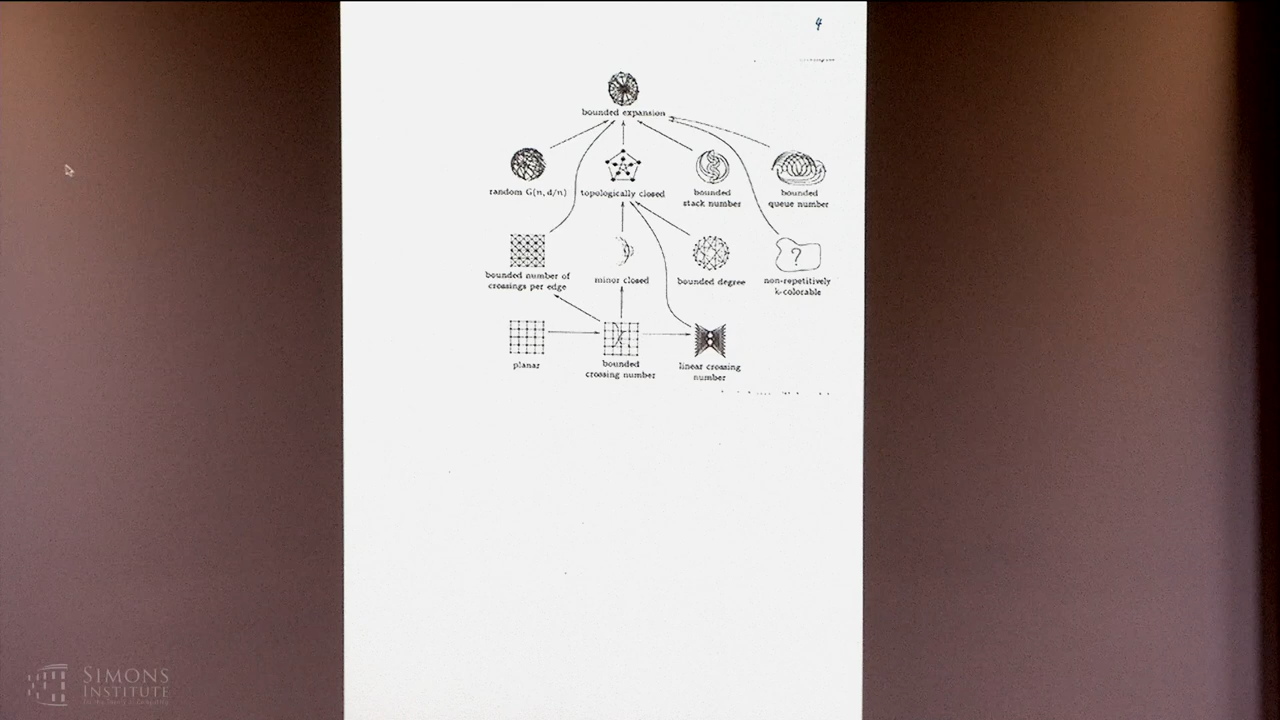 4
bounded expansion
random G(n, d/n)
topologically closed
bounded
stack number
bounded
queue number
bounded number of
crossings per edge
minor closed
bounded degree
?
non-repetitively
k-colorable
planar
bounded
crossing number
linear crossing
number
SIMONS
INSTITUTE